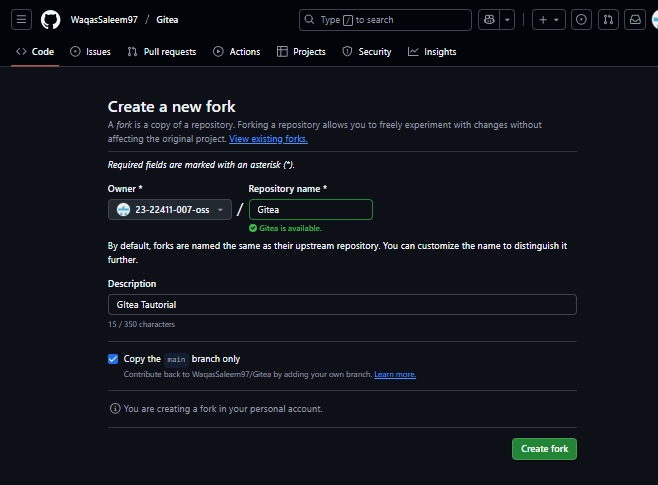 WaqasSaleem97 / Gitea
Type / to search
Code Issues Pull requests Actions Projects Security Insights
Create a new fork
A fork is a copy of a repository. Forking a repository allows you to freely experiment with changes without
affecting the original project. View existing forks.
Required fields are marked with an asterisk (*).
Owner * Repository name *
23-22411-007-oss / Gitea
Gitea is available.
By default, forks are named the same as their upstream repository. You can customize the name to distinguish it
further.
Description
GItea Tautorial
15 / 350 characters
Copy the main branch only
Contribute back to WaqasSaleem97/Gitea by adding your own branch. Learn more.
You are creating a fork in your personal account.
Create fork